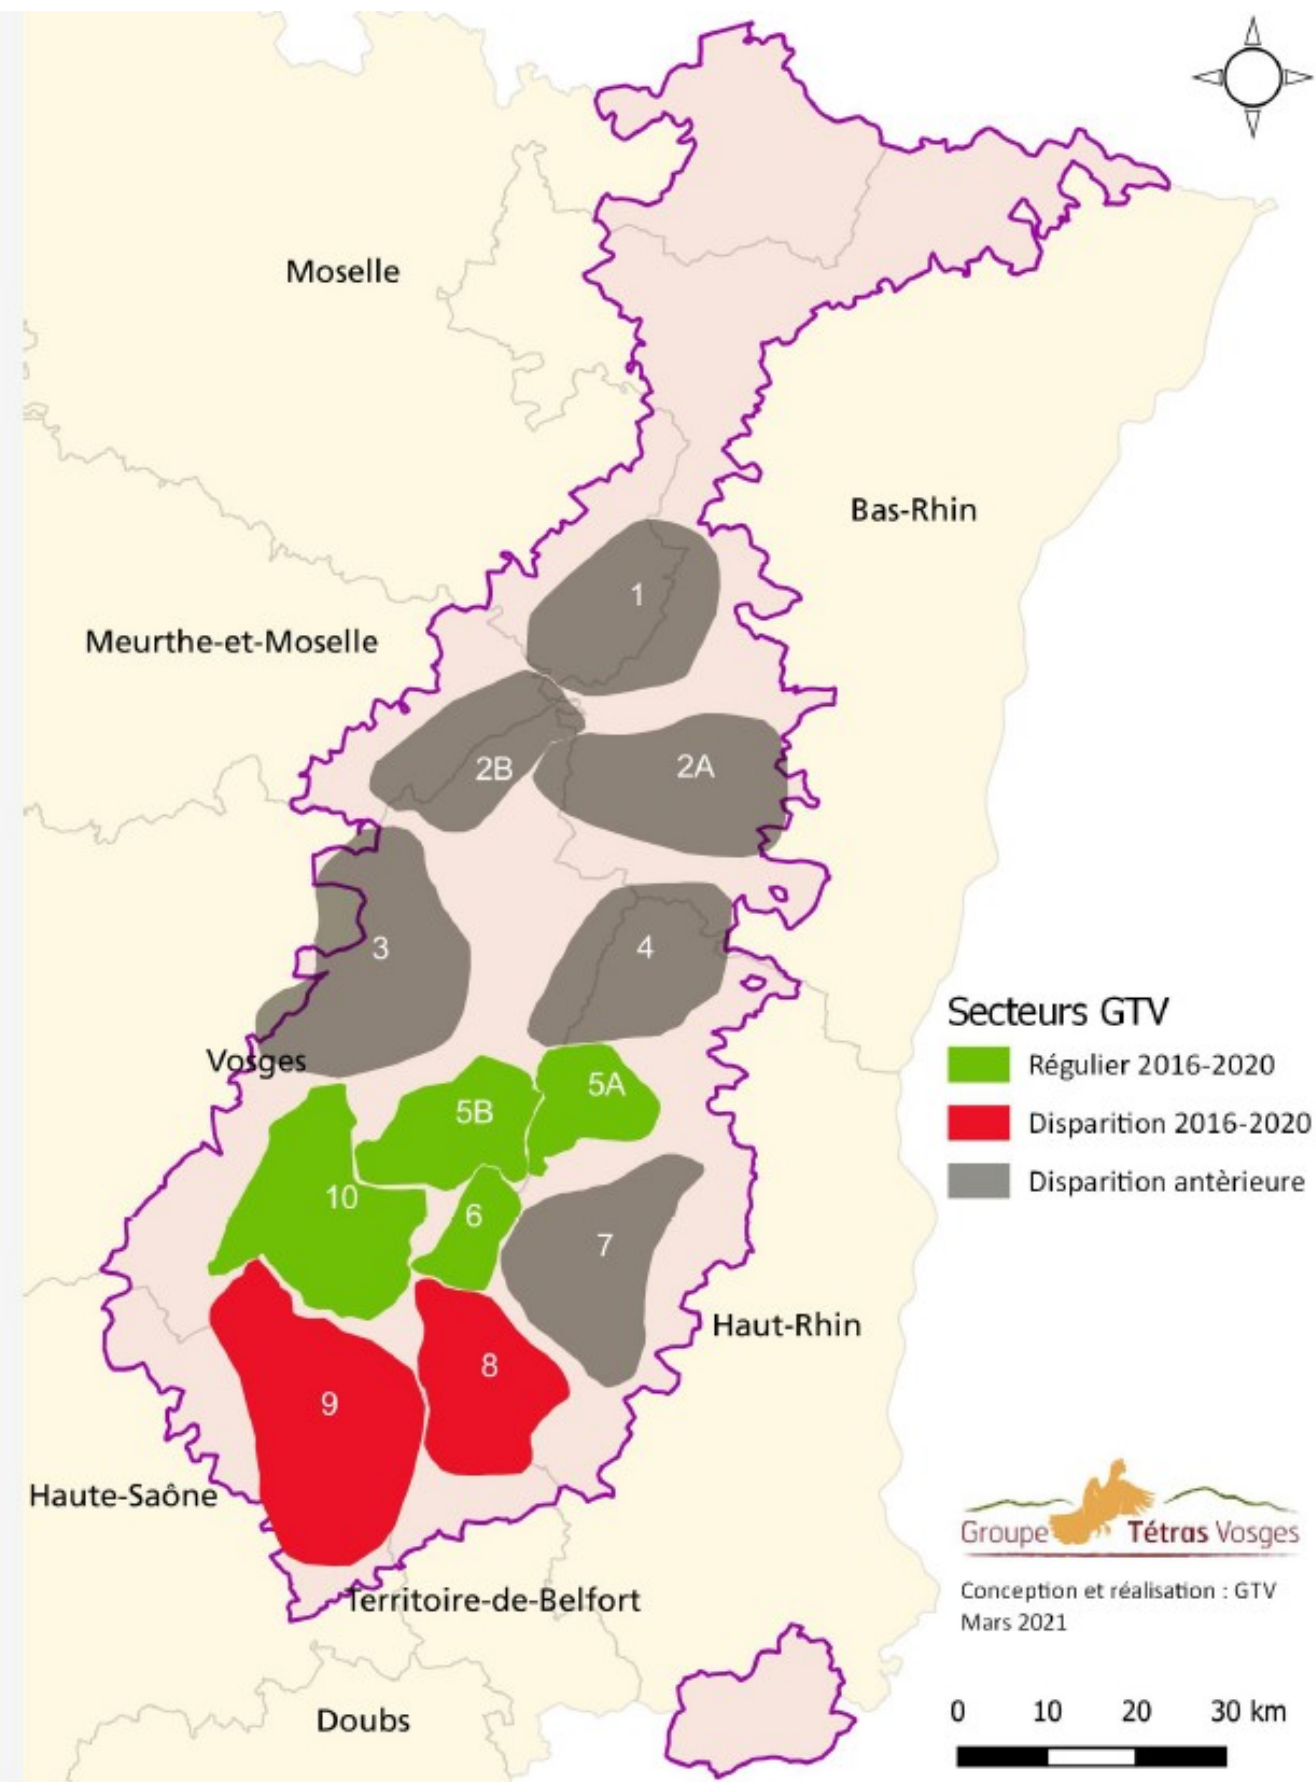 Moselle
Bas-Rhin
1
Meurthe-et-Moselle
2B
2A
3
4
Secteurs GTV
Vosges
Régulier 2016-2020
5A
5B
Disparition 2016-2020
Disparition antèrieure
10
6
7
Haut-Rhin
8
9
Haute-Saône
Groupe Tétras Vosges
Conception et réalisation : GTV
Mars 2021
Territoire-de-Belfort
Doubs
0 10 20 30 km